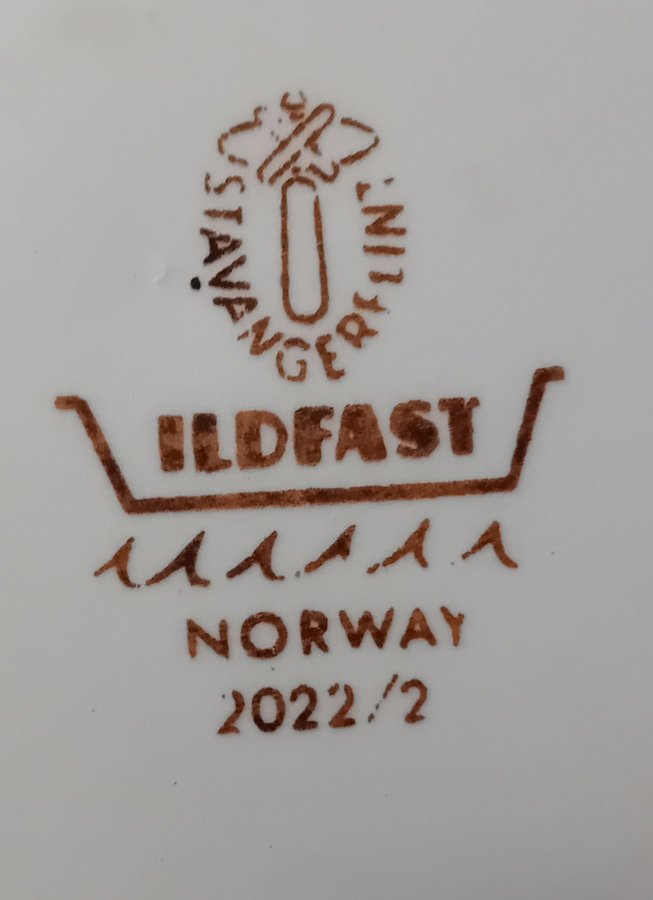 STAVANGERFLINT
ILDFAST
NORWAY
2022/2